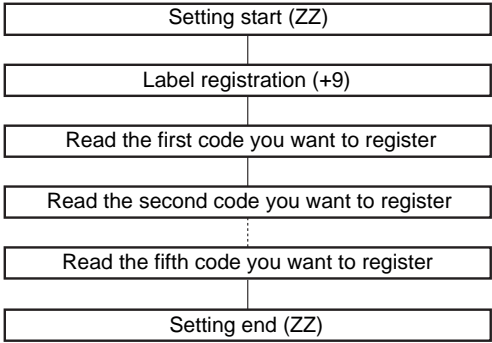 Setting start (ZZ)
Label registration (+9)
Read the first code you want to register
Read the second code you want to register
Read the fifth code you want to register
Setting end (ZZ)